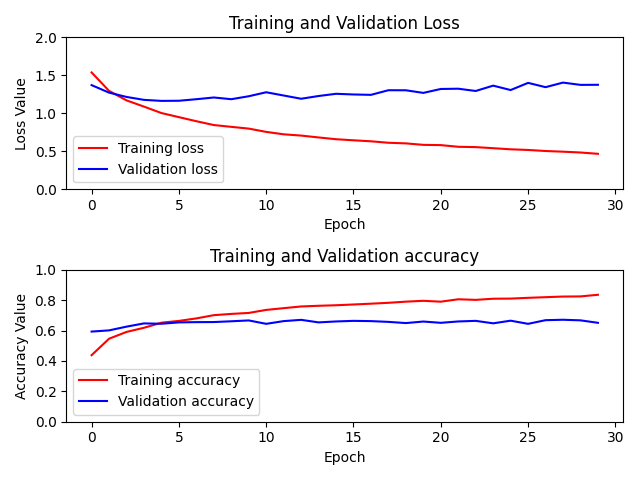 Training and Validation Loss
2.0
1.5
1.0
0.5
0.0
Loss Value
Training loss
Validation loss
0 5 10 15 20 25 30
Epoch
Training and Validation accuracy
1.0
0.8
0.6
0.4
0.2
0.0
Accuracy Value
Training accuracy
Validation accuracy
0 5 10 15 20 25 30
Epoch